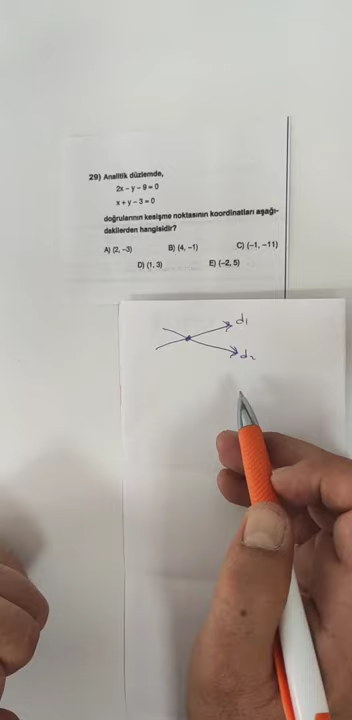 29) Analitik düzlemde,
2x – y – 9 = 0
x + y – 3 = 0
doğrularının kesişme noktasının koordinatları aşağı-
dakilerden hangisidir?
A) (2, –3) B) (4, –1) C) (–1, –11)
D) (1, 3) E) (–2, 5)
d1
d2